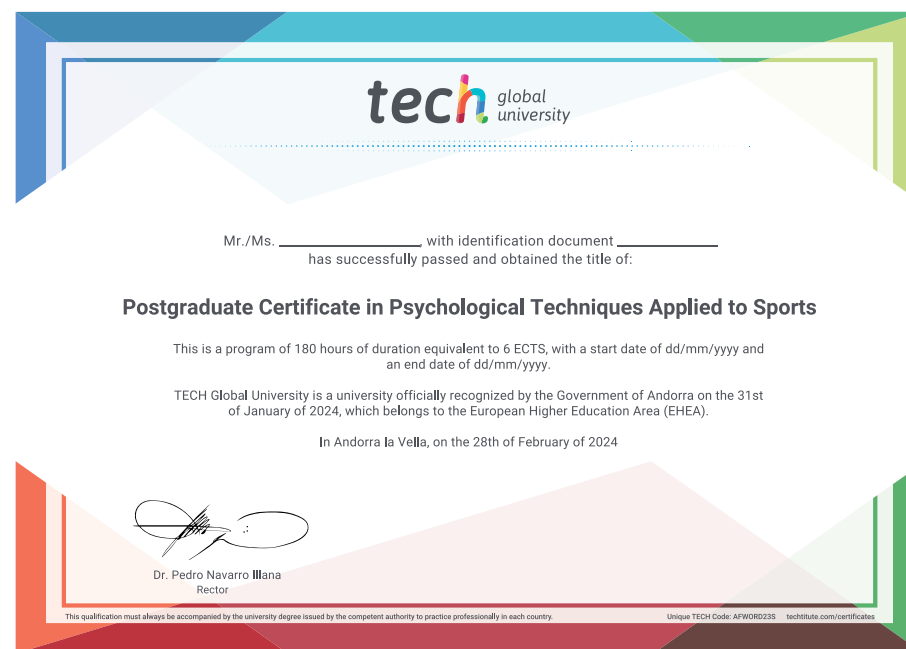 tech global
university
Mr./Ms. ____________, with identification document ____________
has successfully passed and obtained the title of:
Postgraduate Certificate in Psychological Techniques Applied to Sports
This is a program of 180 hours of duration equivalent to 6 ECTS, with a start date of dd/mm/yyyy and
an end date of dd/mm/yyyy.
TECH Global University is a university officially recognized by the Government of Andorra on the 31st
of January of 2024, which belongs to the European Higher Education Area (EHEA).
In Andorra la Vella, on the 28th of February of 2024
Dr. Pedro Navarro Illana
Rector
This qualification must always be accompanied by the university degree issued by the competent authority to practice professionally in each country.
Unique TECH Code: AFWORD23S techtitute.com/certificates